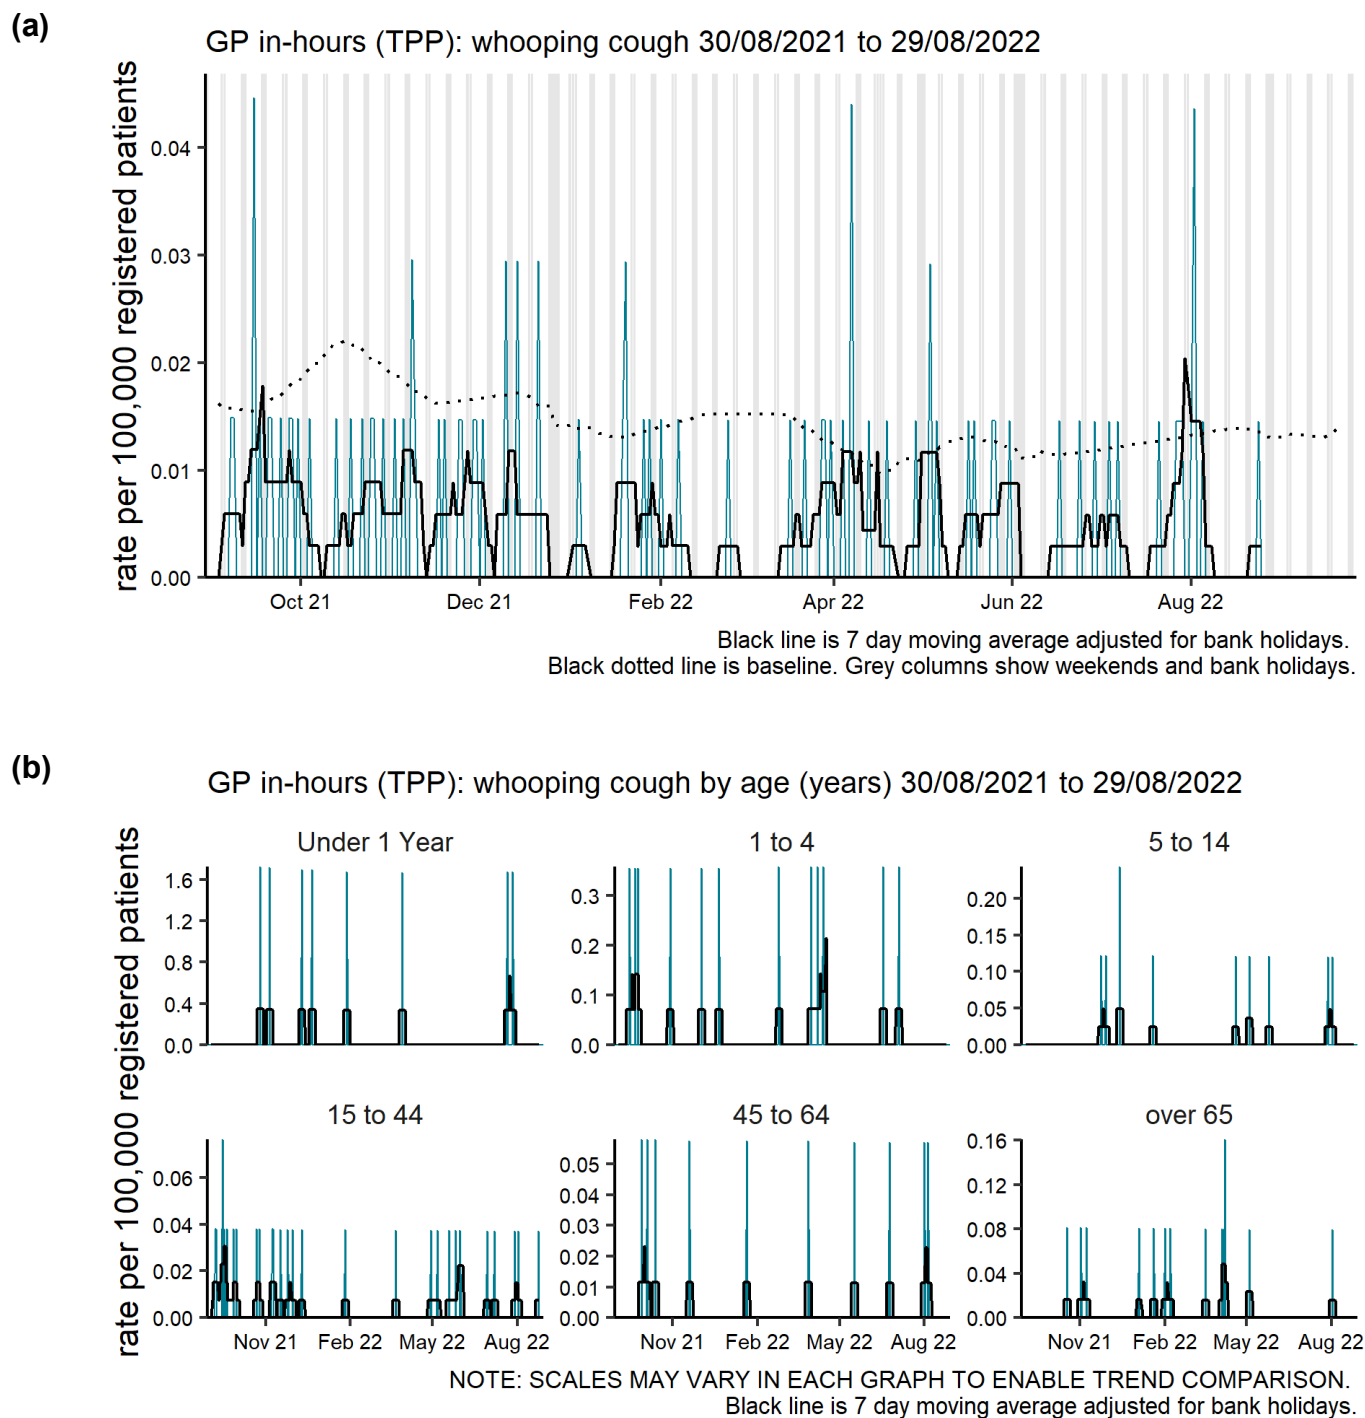 (a)
GP in-hours (TPP): whooping cough 30/08/2021 to 29/08/2022
rate per 100,000 registered patients
0.04
0.03
0.02
0.01
0.00
Oct 21 Dec 21 Feb 22 Apr 22 Jun 22 Aug 22
Black line is 7 day moving average adjusted for bank holidays.
Black dotted line is baseline. Grey columns show weekends and bank holidays.
(b)
GP in-hours (TPP): whooping cough by age (years) 30/08/2021 to 29/08/2022
rate per 100,000 registered patients
Under 1 Year
1.6
1.2
0.8
0.4
0.0
1 to 4
0.3
0.2
0.1
0.0
5 to 14
0.20
0.15
0.10
0.05
0.00
15 to 44
0.06
0.04
0.02
0.00
Nov 21 Feb 22 May 22 Aug 22
45 to 64
0.05
0.04
0.03
0.02
0.01
0.00
Nov 21 Feb 22 May 22 Aug 22
over 65
0.16
0.12
0.08
0.04
0.00
Nov 21 Feb 22 May 22 Aug 22
NOTE: SCALES MAY VARY IN EACH GRAPH TO ENABLE TREND COMPARISON.
Black line is 7 day moving average adjusted for bank holidays.